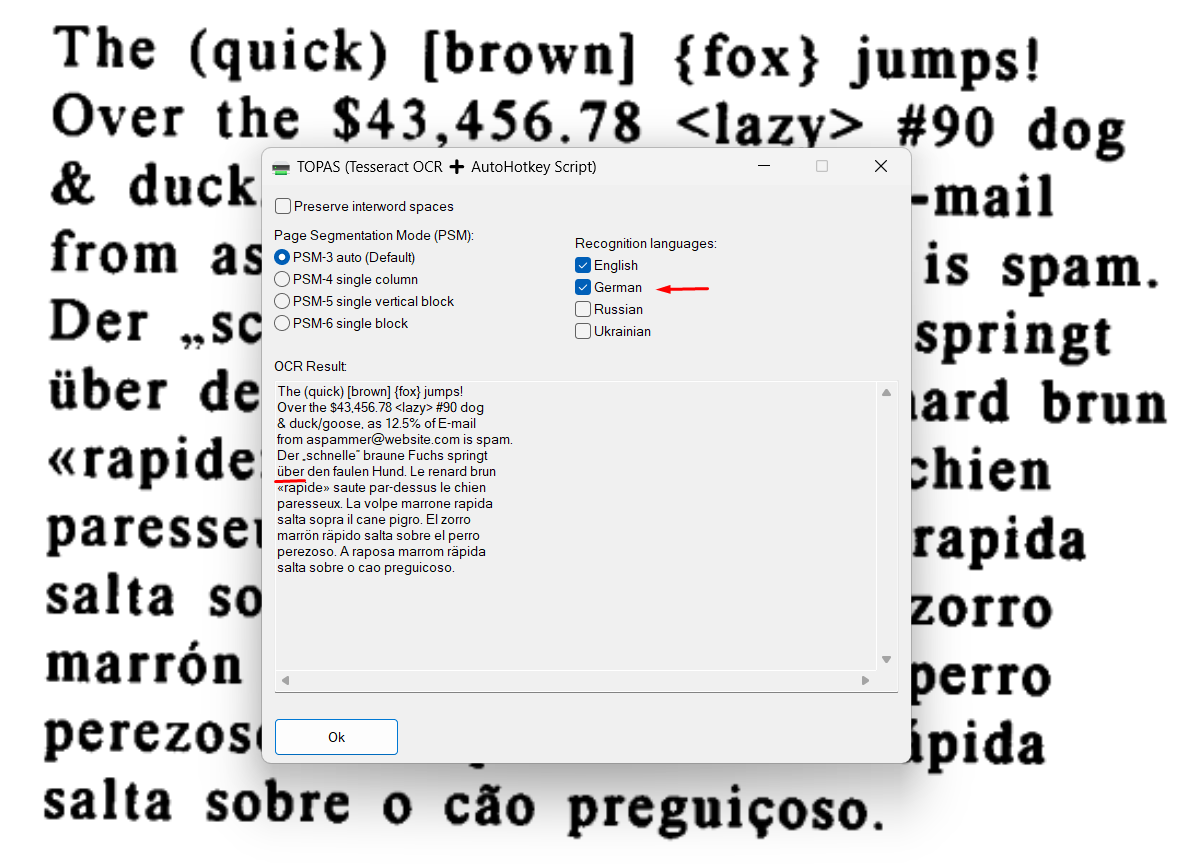 The (quick) [brown] {fox} jumps!
Over the $43,456.78 <lazy> #90 dog
& duck -mail
from as is spam.
Der „sc springt
über de ard brun
«rapide chien
paresseu rapida
salta so zorro
marrón perro
perezoso ápida
salta sobre o cão preguiçoso.
TOPAS (Tesseract OCR ➕ AutoHotkey Script)
Preserve interword spaces
Page Segmentation Mode (PSM):
PSM-3 auto (Default)
PSM-4 single column
PSM-5 single vertical block
PSM-6 single block
Recognition languages:
English
German
Russian
Ukrainian
OCR Result:
The (quick) [brown] {fox} jumps!
Over the $43,456.78 <lazy> #90 dog
& duck/goose, as 12.5% of E-mail
from aspammer@website.com is spam.
Der „schnelle“ braune Fuchs springt
über den faulen Hund. Le renard brun
«rapide» saute par-dessus le chien
paresseux. La volpe marrone rapida
salta sopra il cane pigro. El zorro
marrön räpido salta sobre el perro
perezoso. A raposa marrom räpida
salta sobre o cao preguicoso.
Ok